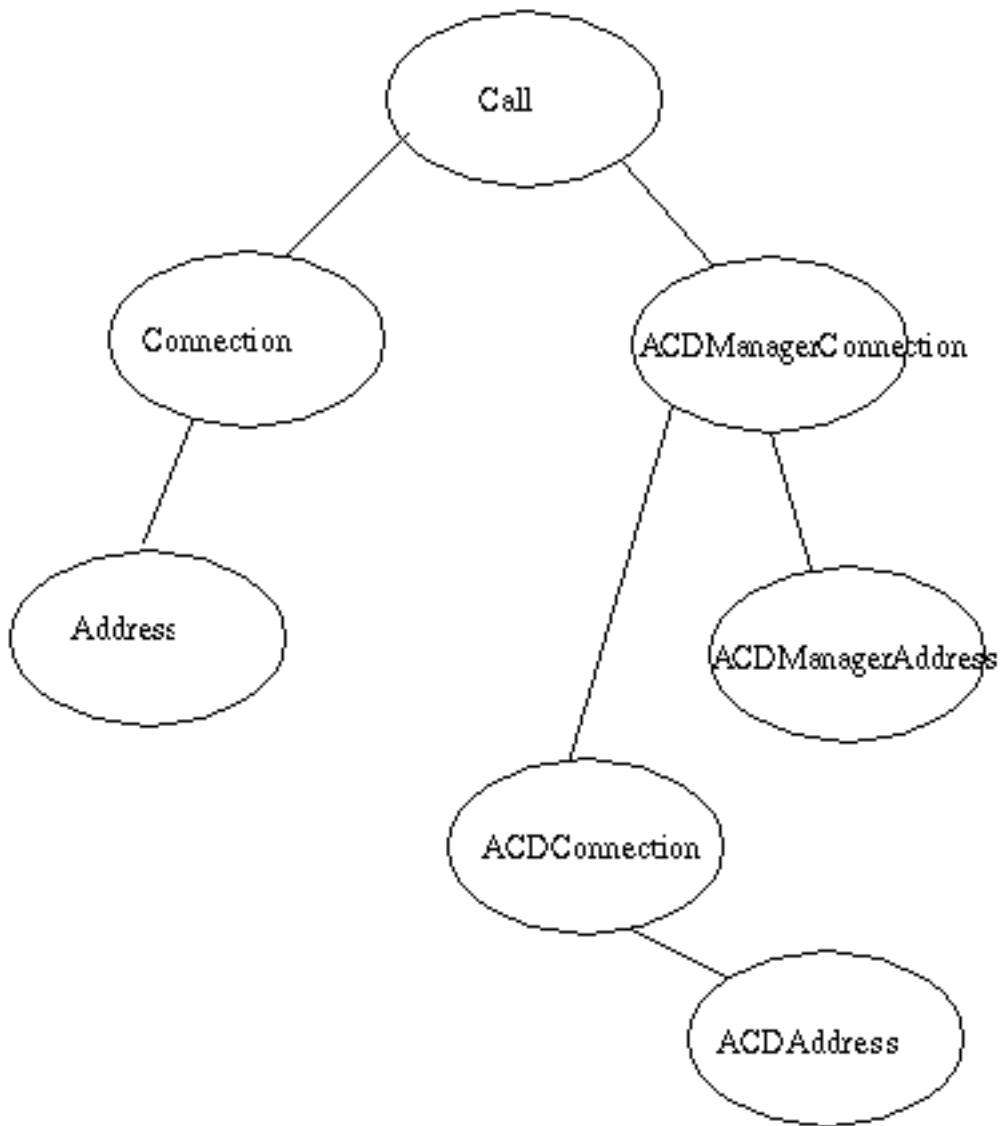 Call
Connection
ACDManagerConnection
Address
ACDManagerAddress
ACDConnection
ACDAddress